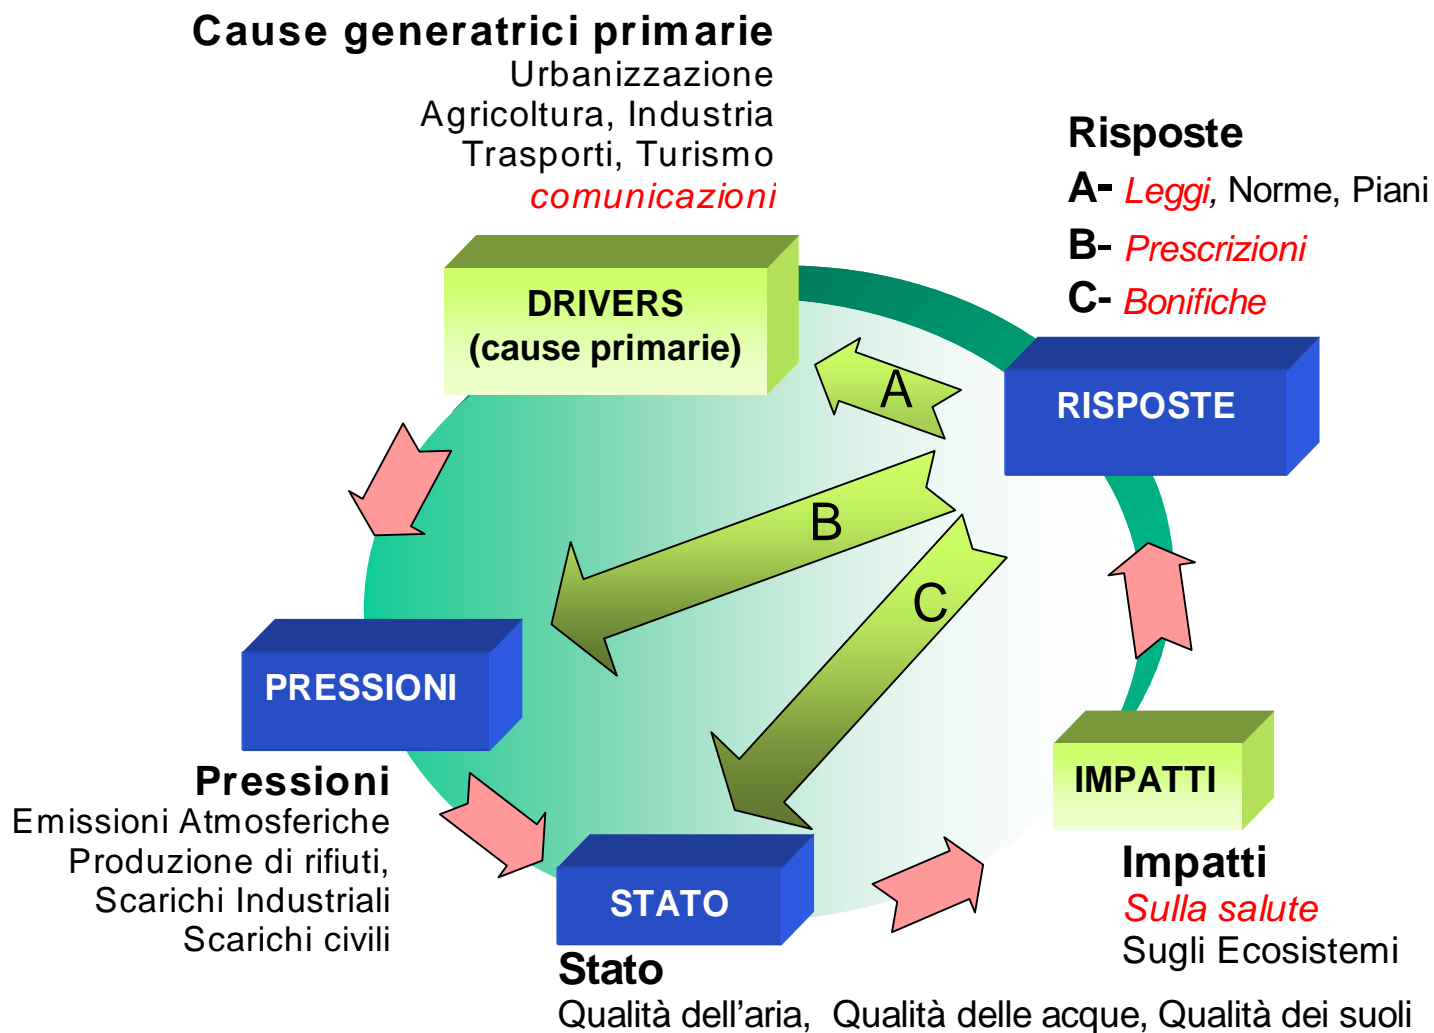 Cause generatrici primarie
Urbanizzazione
Agricoltura, Industria
Trasporti, Turismo
comunicazioni
Risposte
A- Leggi, Norme, Piani
B- Prescrizioni
C- Bonifiche
DRIVERS
(cause primarie)
RISPOSTE
A
B
C
PRESSIONI
Pressioni
Emissioni Atmosferiche
Produzione di rifiuti,
Scarichi Industriali
Scarichi civili
IMPATTI
Impatti
Sulla salute
Sugli Ecosistemi
STATO
Stato
Qualità dell'aria, Qualità delle acque, Qualità dei suoli